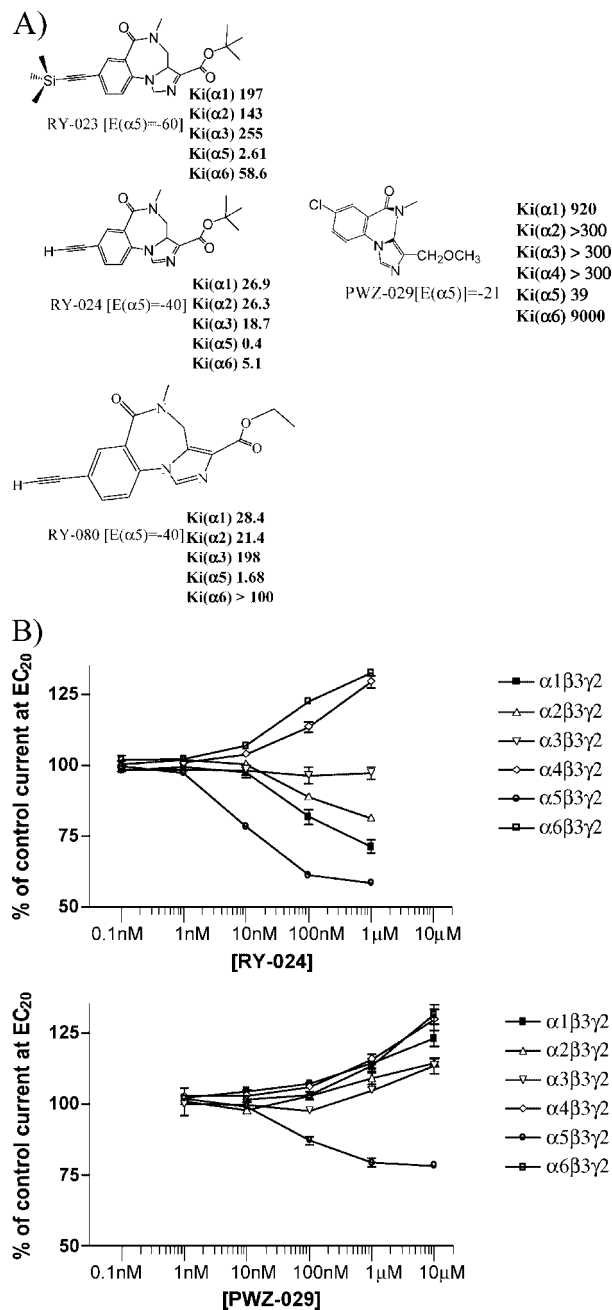 A)
O
N
O
O
Si
N
N
RY-023 [E(α5)=-60]
Ki(α1) 197
Ki(α2) 143
Ki(α3) 255
Ki(α5) 2.61
Ki(α6) 58.6
O
N
O
O
H
N
N
RY-024 [E(α5)=-40]
Ki(α1) 26.9
Ki(α2) 26.3
Ki(α3) 18.7
Ki(α5) 0.4
Ki(α6) 5.1
O
Cl
N
N
N
CH2OCH3
PWZ-029[E(α5)]=-21
Ki(α1) 920
Ki(α2) >300
Ki(α3) > 300
Ki(α4) > 300
Ki(α5) 39
Ki(α6) 9000
O
N
O
O
H
N
N
RY-080 [E(α5)=-40]
Ki(α1) 28.4
Ki(α2) 21.4
Ki(α3) 198
Ki(α5) 1.68
Ki(α6) > 100
B)
% of control current at EC20
125
100
75
50
0.1nM 1nM 10nM 100nM 1μM 10μM
[RY-024]
α1β3γ2
α2β3γ2
α3β3γ2
α4β3γ2
α5β3γ2
α6β3γ2
% of control current at EC20
125
100
75
50
0.1nM 1nM 10nM 100nM 1μM 10μM
[PWZ-029]
α1β3γ2
α2β3γ2
α3β3γ2
α4β3γ2
α5β3γ2
α6β3γ2